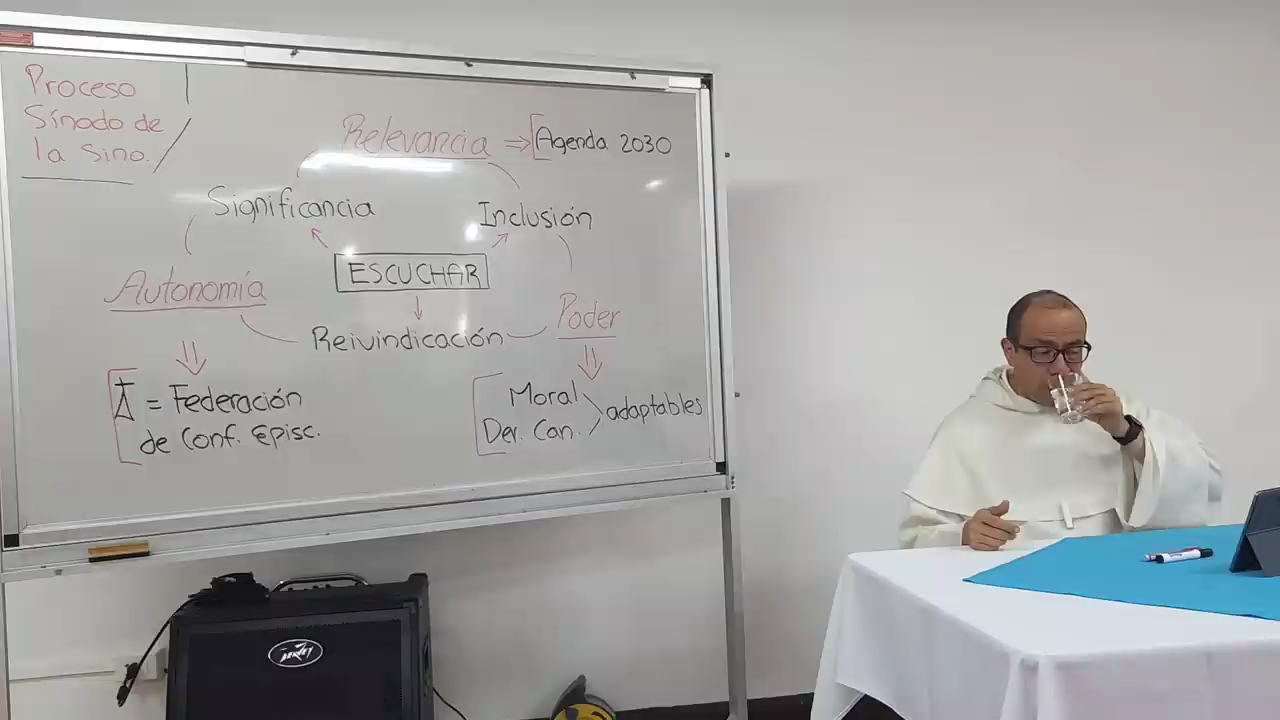 Proceso
Sínodo de
la Sino.
Relevancia ⇒ [Agenda 2030
Significancia
Inclusión
ESCUCHAR
Autonomía
Reivindicación
Poder
= Federación
de Conf. Episc.
Moral
Der. Can.
adaptables
PEAVEY